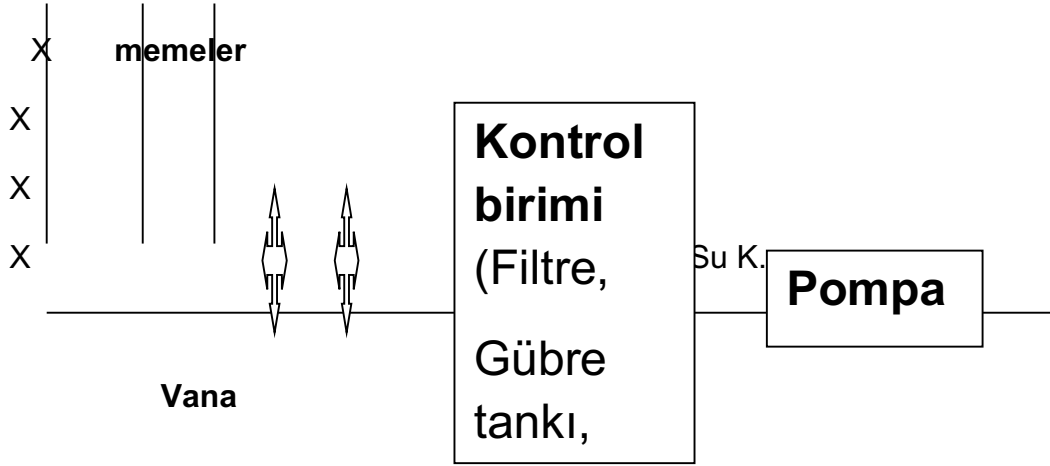 X memeler
X
X
X
Kontrol
birimi
(Filtre,
Gübre
tankı,
Su K.
Pompa
Vana